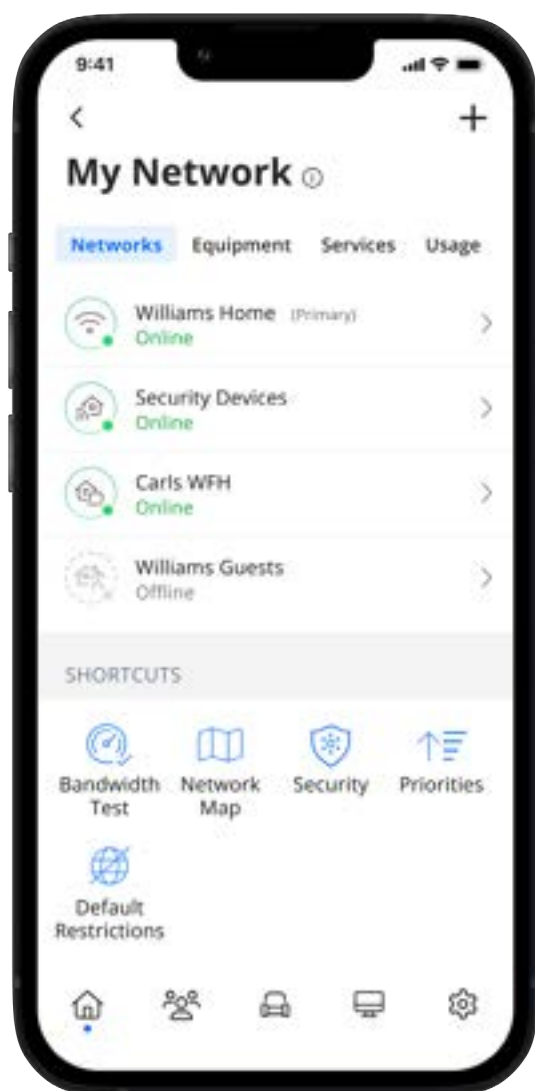 9:41
My Network
Networks Equipment Services Usage
Williams Home (Primary)
Online
Security Devices
Online
Carls WFH
Online
Williams Guests
Offline
SHORTCUTS
Bandwidth Test
Network Map
Security
Priorities
Default Restrictions